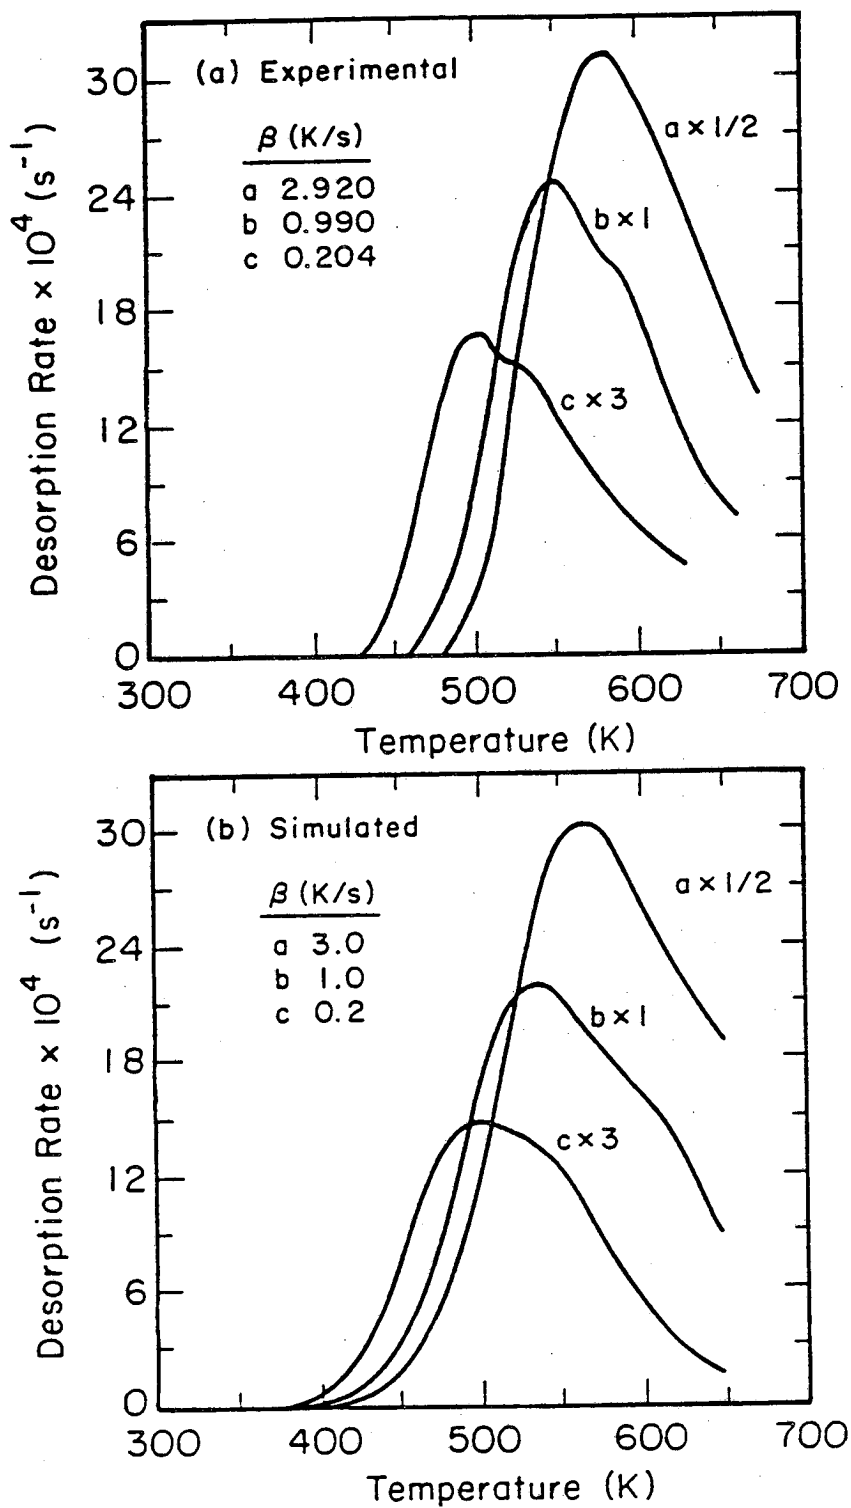 (a) Experimental
β (K/s)
a 2.920
b 0.990
c 0.204
a × 1/2
b × 1
c × 3
30
24
18
12
6
0
Desorption Rate × 10⁴ (s⁻¹)
300 400 500 600 700
Temperature (K)
(b) Simulated
β (K/s)
a 3.0
b 1.0
c 0.2
a × 1/2
b × 1
c × 3
30
24
18
12
6
0
Desorption Rate × 10⁴ (s⁻¹)
300 400 500 600 700
Temperature (K)